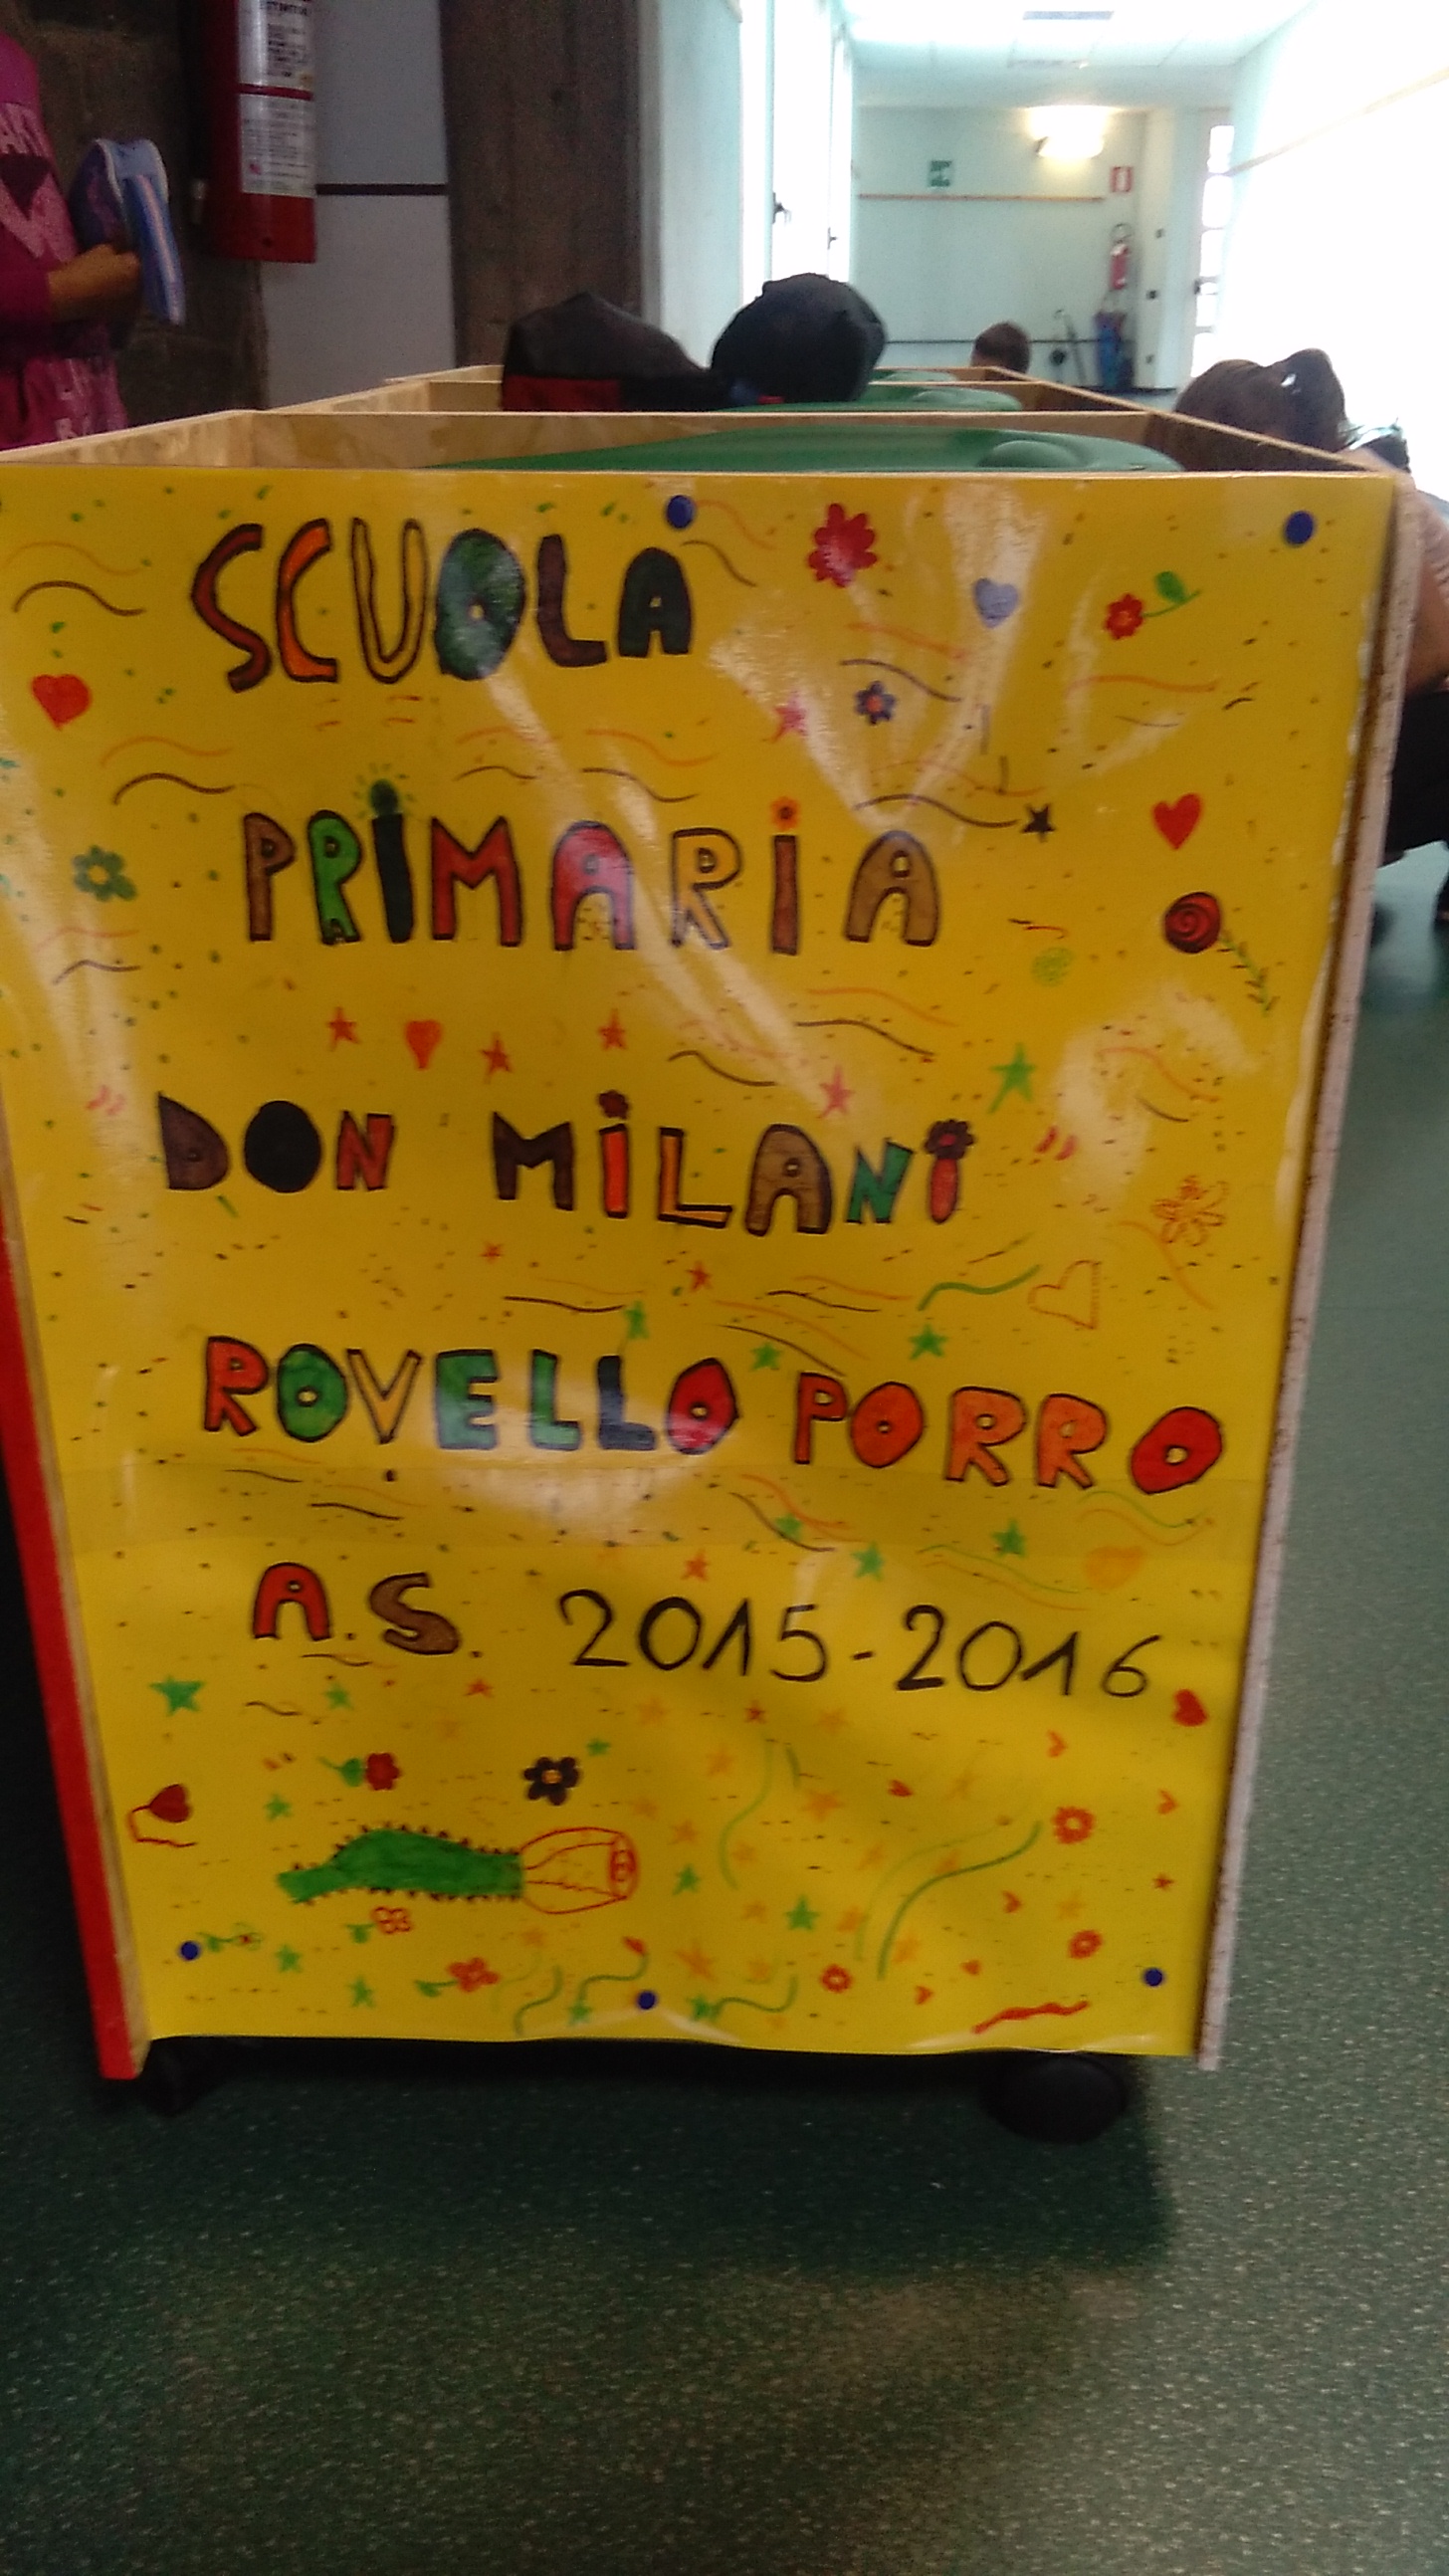 SCUOLA
PRIMARIA
DON MILANI
ROVELLO PORRO
A.S. 2015-2016